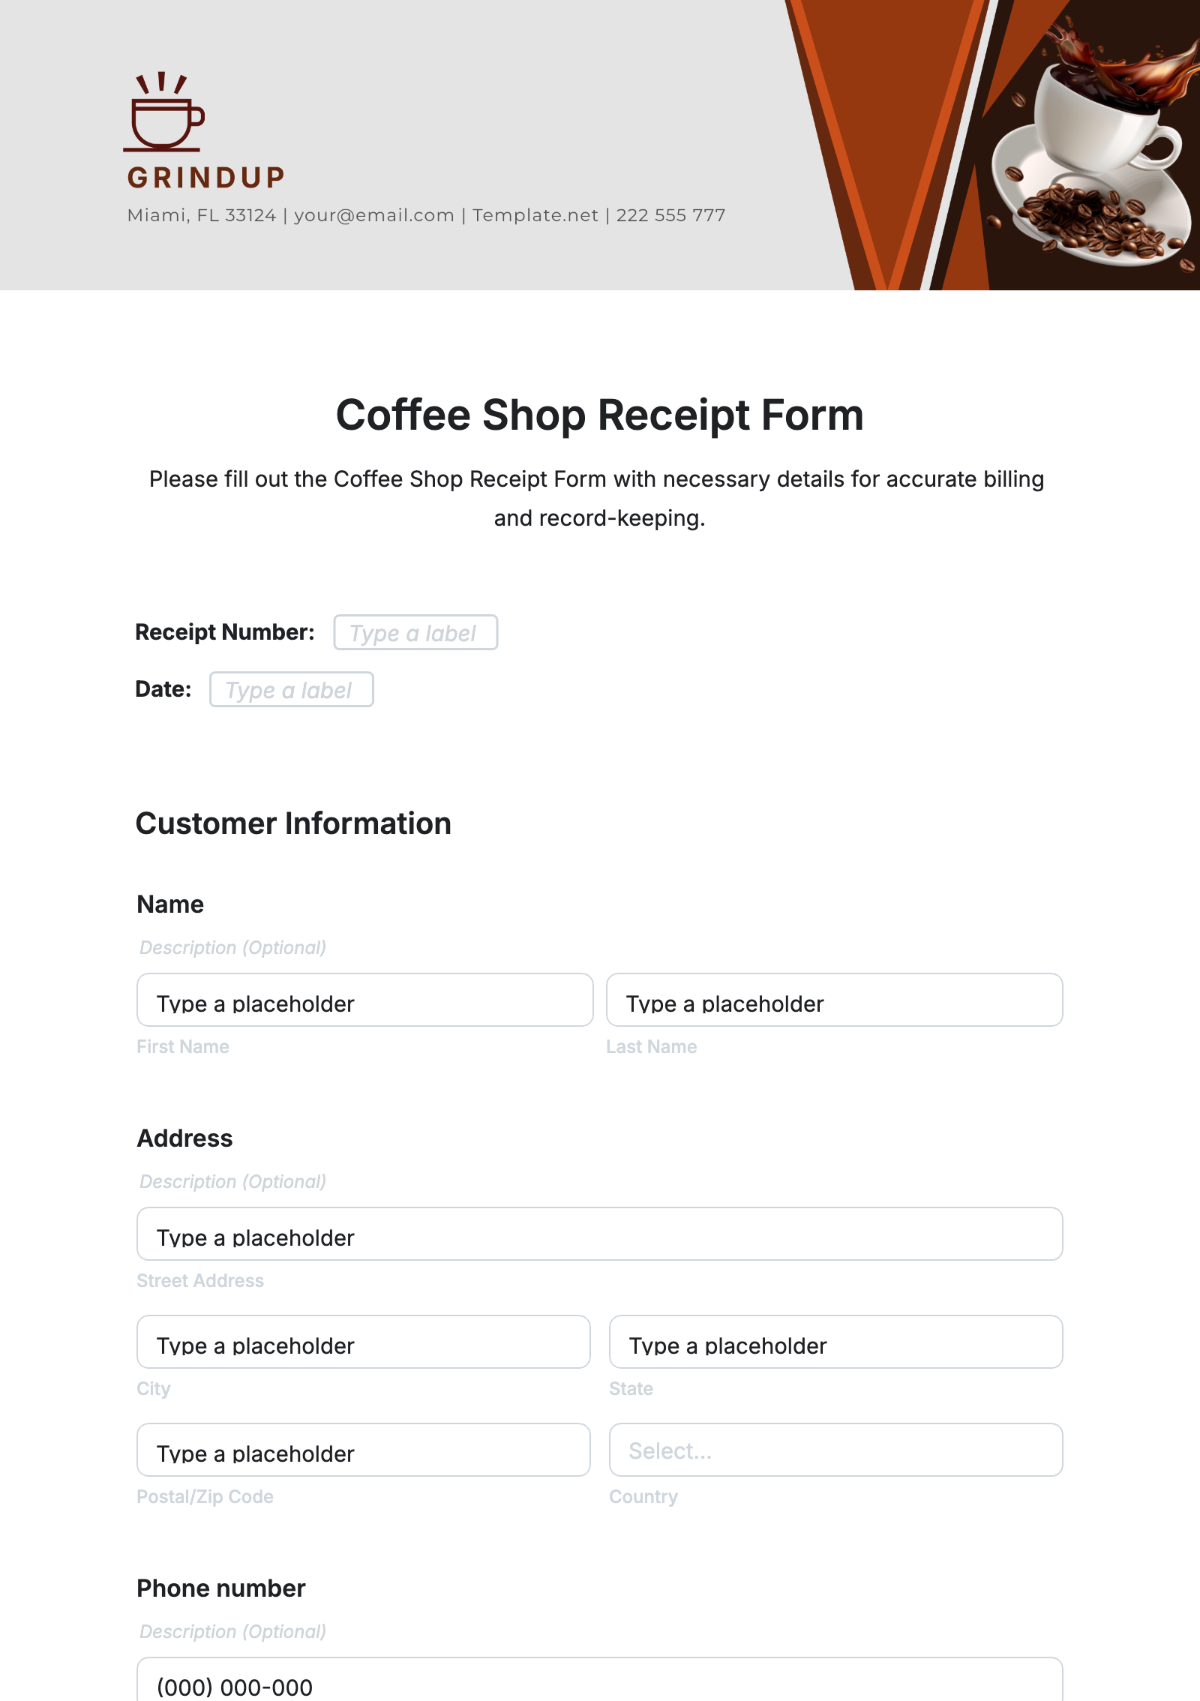 GRINDUP
Miami, FL 33124 | your@email.com | Template.net | 222 555 777
Coffee Shop Receipt Form
Please fill out the Coffee Shop Receipt Form with necessary details for accurate billing
and record-keeping.
Receipt Number: Type a label
Date: Type a label
Customer Information
Name
Description (Optional)
Type a placeholder Type a placeholder
First Name Last Name
Address
Description (Optional)
Type a placeholder
Street Address
Type a placeholder Type a placeholder
City State
Type a placeholder Select...
Postal/Zip Code Country
Phone number
Description (Optional)
(000) 000-000